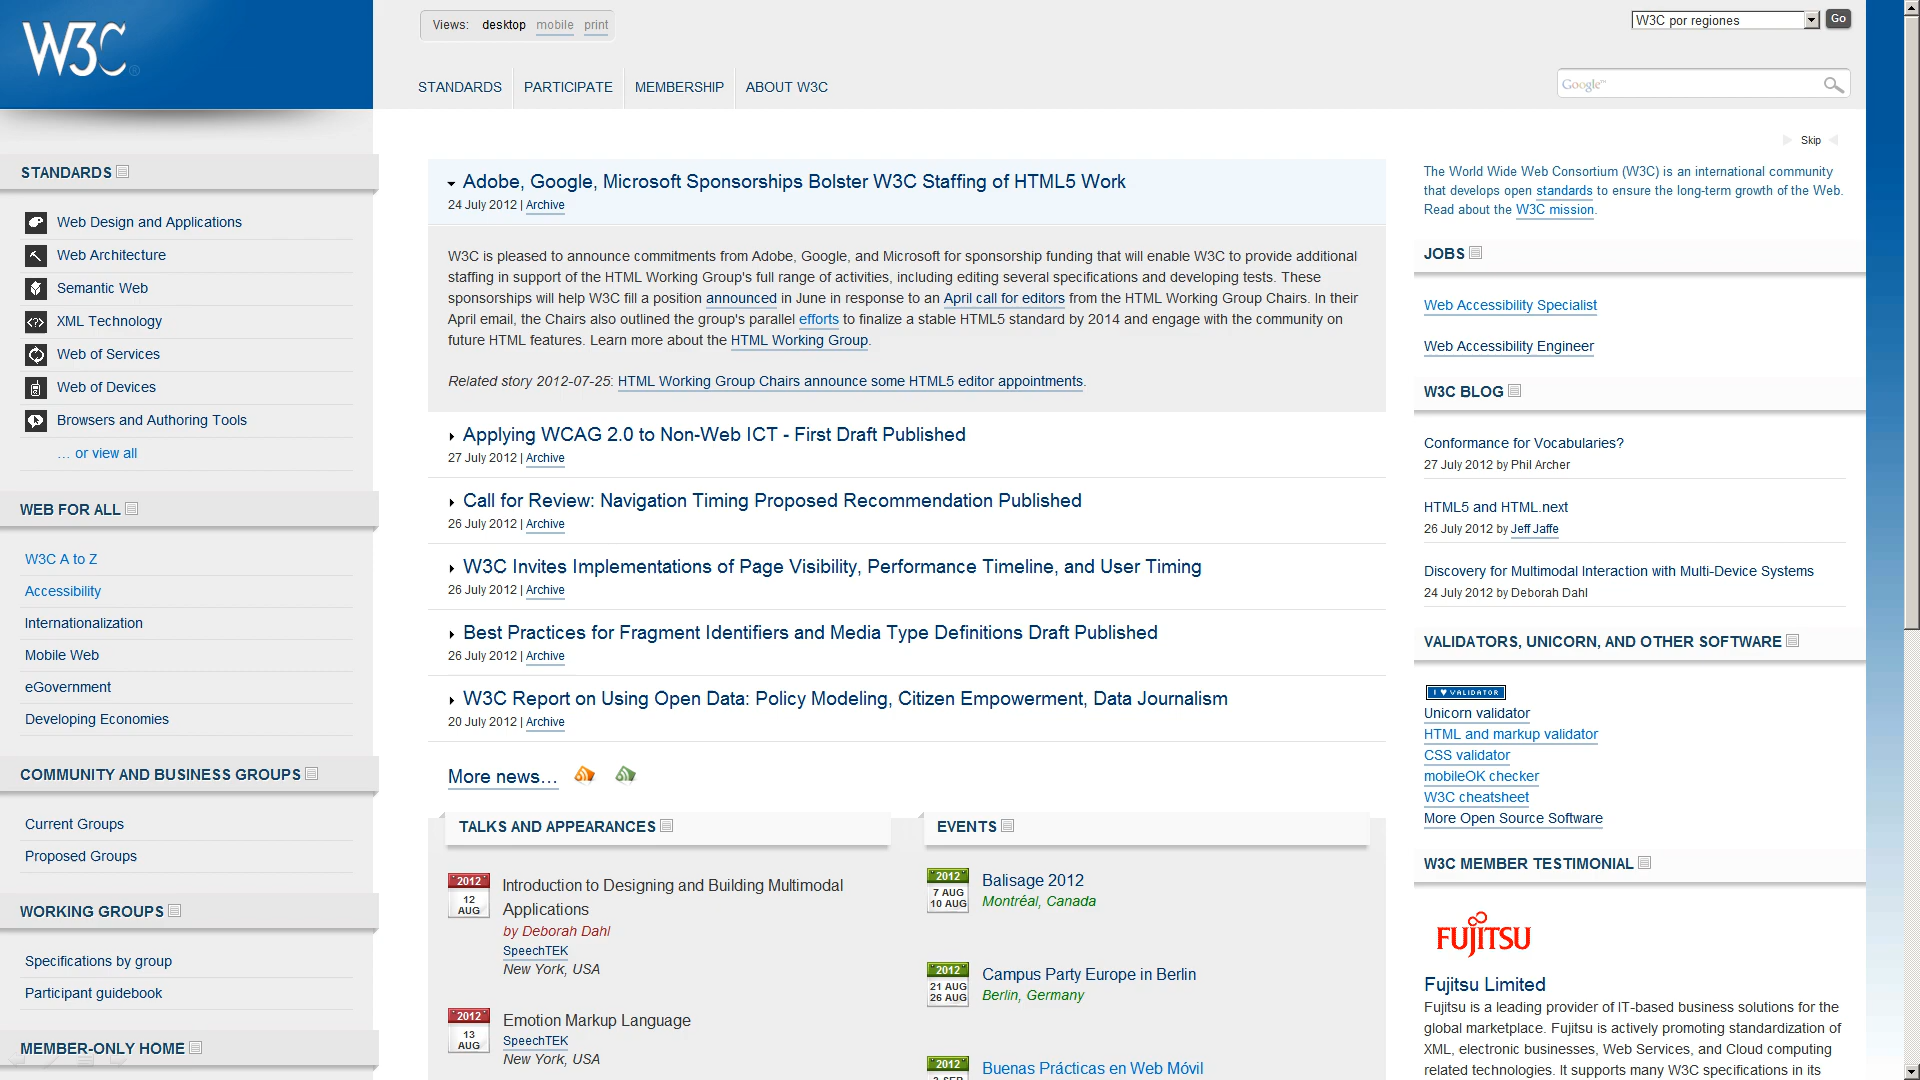 W3C
Views: desktop mobile print
W3C por regiones Go
STANDARDS PARTICIPATE MEMBERSHIP ABOUT W3C
Google™
Skip
STANDARDS
Web Design and Applications
Web Architecture
Semantic Web
XML Technology
Web of Services
Web of Devices
Browsers and Authoring Tools
… or view all
WEB FOR ALL
W3C A to Z
Accessibility
Internationalization
Mobile Web
eGovernment
Developing Economies
COMMUNITY AND BUSINESS GROUPS
Current Groups
Proposed Groups
WORKING GROUPS
Specifications by group
Participant guidebook
MEMBER-ONLY HOME
Adobe, Google, Microsoft Sponsorships Bolster W3C Staffing of HTML5 Work
24 July 2012 | Archive
W3C is pleased to announce commitments from Adobe, Google, and Microsoft for sponsorship funding that will enable W3C to provide additional
staffing in support of the HTML Working Group's full range of activities, including editing several specifications and developing tests. These
sponsorships will help W3C fill a position announced in June in response to an April call for editors from the HTML Working Group Chairs. In their
April email, the Chairs also outlined the group's parallel efforts to finalize a stable HTML5 standard by 2014 and engage with the community on
future HTML features. Learn more about the HTML Working Group.
Related story 2012-07-25: HTML Working Group Chairs announce some HTML5 editor appointments.
Applying WCAG 2.0 to Non-Web ICT - First Draft Published
27 July 2012 | Archive
Call for Review: Navigation Timing Proposed Recommendation Published
26 July 2012 | Archive
W3C Invites Implementations of Page Visibility, Performance Timeline, and User Timing
26 July 2012 | Archive
Best Practices for Fragment Identifiers and Media Type Definitions Draft Published
26 July 2012 | Archive
W3C Report on Using Open Data: Policy Modeling, Citizen Empowerment, Data Journalism
20 July 2012 | Archive
More news…
TALKS AND APPEARANCES
2012
12
AUG
Introduction to Designing and Building Multimodal
Applications
by Deborah Dahl
SpeechTEK
New York, USA
2012
13
AUG
Emotion Markup Language
SpeechTEK
New York, USA
EVENTS
2012
7 AUG
10 AUG
Balisage 2012
Montréal, Canada
2012
21 AUG
26 AUG
Campus Party Europe in Berlin
Berlin, Germany
2012
3 SEP
Buenas Prácticas en Web Móvil
The World Wide Web Consortium (W3C) is an international community
that develops open standards to ensure the long-term growth of the Web.
Read about the W3C mission.
JOBS
Web Accessibility Specialist
Web Accessibility Engineer
W3C BLOG
Conformance for Vocabularies?
27 July 2012 by Phil Archer
HTML5 and HTML.next
26 July 2012 by Jeff Jaffe
Discovery for Multimodal Interaction with Multi-Device Systems
24 July 2012 by Deborah Dahl
VALIDATORS, UNICORN, AND OTHER SOFTWARE
I ♥ VALIDATOR
Unicorn validator
HTML and markup validator
CSS validator
mobileOK checker
W3C cheatsheet
More Open Source Software
W3C MEMBER TESTIMONIAL
FUJITSU
Fujitsu Limited
Fujitsu is a leading provider of IT-based business solutions for the
global marketplace. Fujitsu is actively promoting standardization of
XML, electronic businesses, Web Services, and Cloud computing
related technologies. It supports many W3C specifications in its